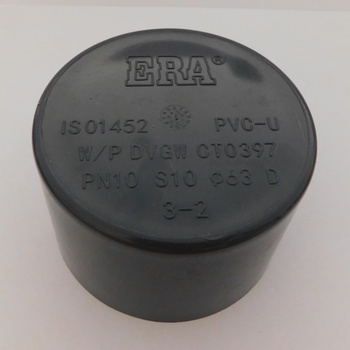 ERA®
ISO1452 PVC-U
W/P DVGW CT0397
PN10 S10 Φ63 D
3-2